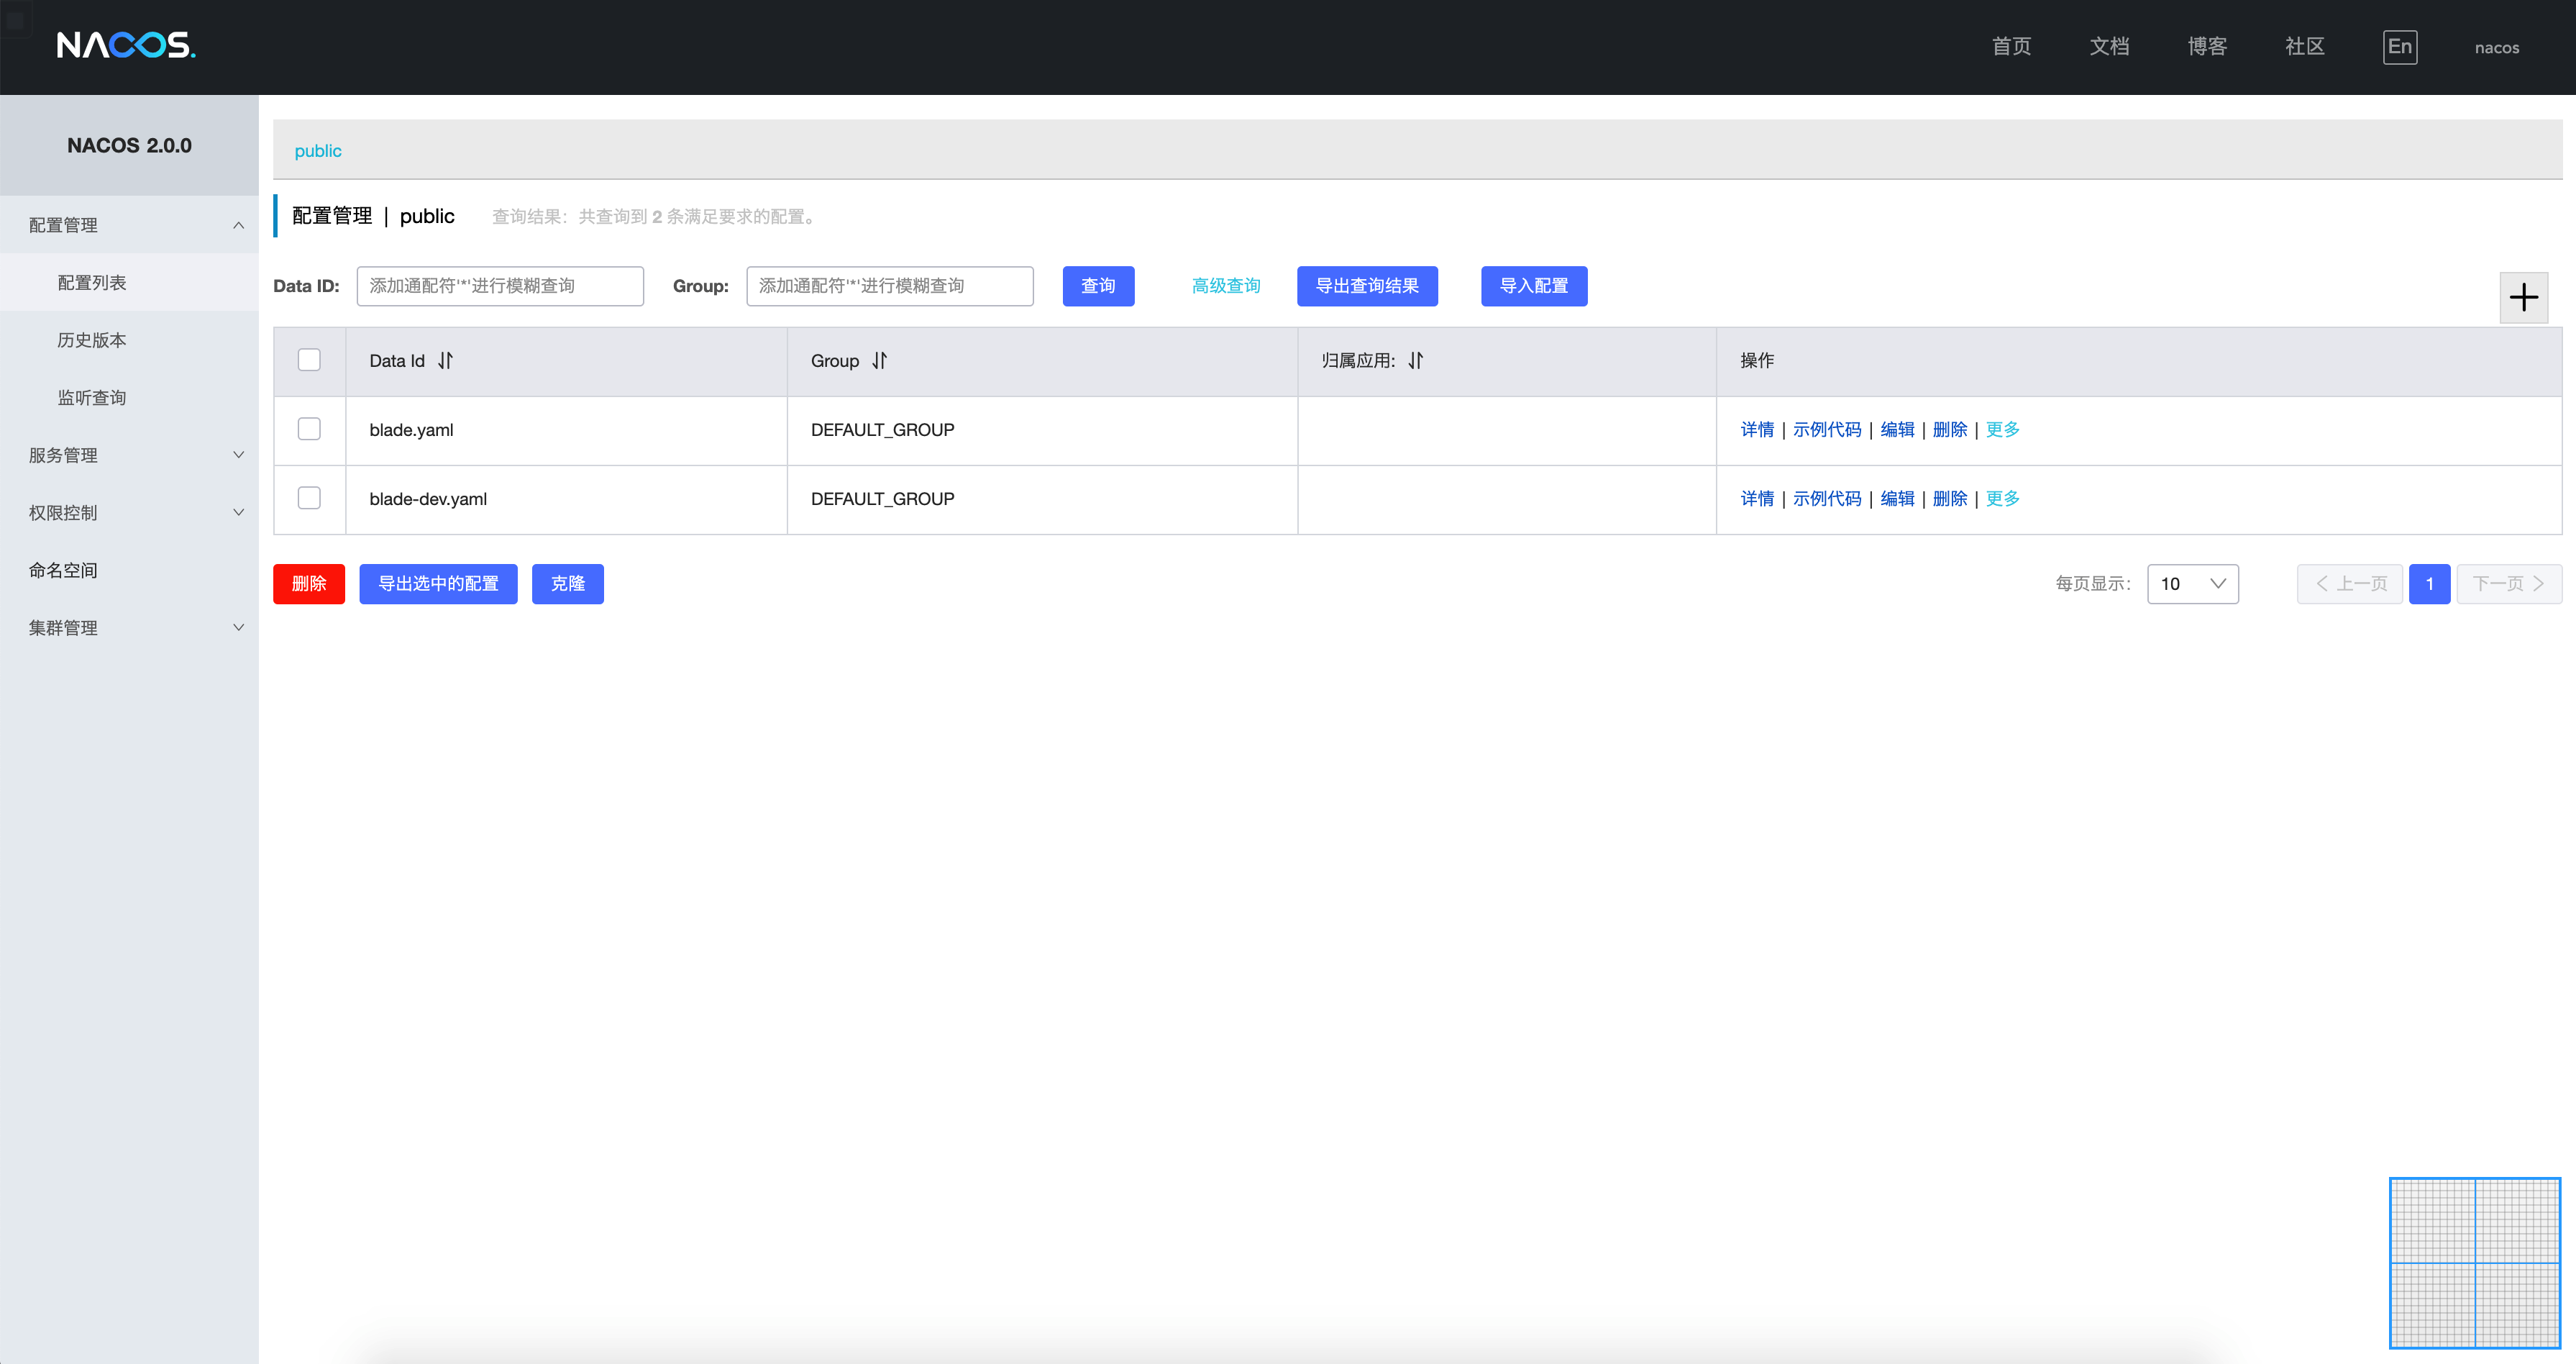 NACOS.
首页 文档 博客 社区 En nacos
NACOS 2.0.0
配置管理
配置列表
历史版本
监听查询
服务管理
权限控制
命名空间
集群管理
public
配置管理 | public 查询结果：共查询到 2 条满足要求的配置。
Data ID: 添加通配符'*'进行模糊查询 Group: 添加通配符'*'进行模糊查询 查询 高级查询 导出查询结果 导入配置
Data Id Group 归属应用: 操作
blade.yaml DEFAULT_GROUP 详情 | 示例代码 | 编辑 | 删除 | 更多
blade-dev.yaml DEFAULT_GROUP 详情 | 示例代码 | 编辑 | 删除 | 更多
删除 导出选中的配置 克隆 每页显示： 10 上一页 1 下一页